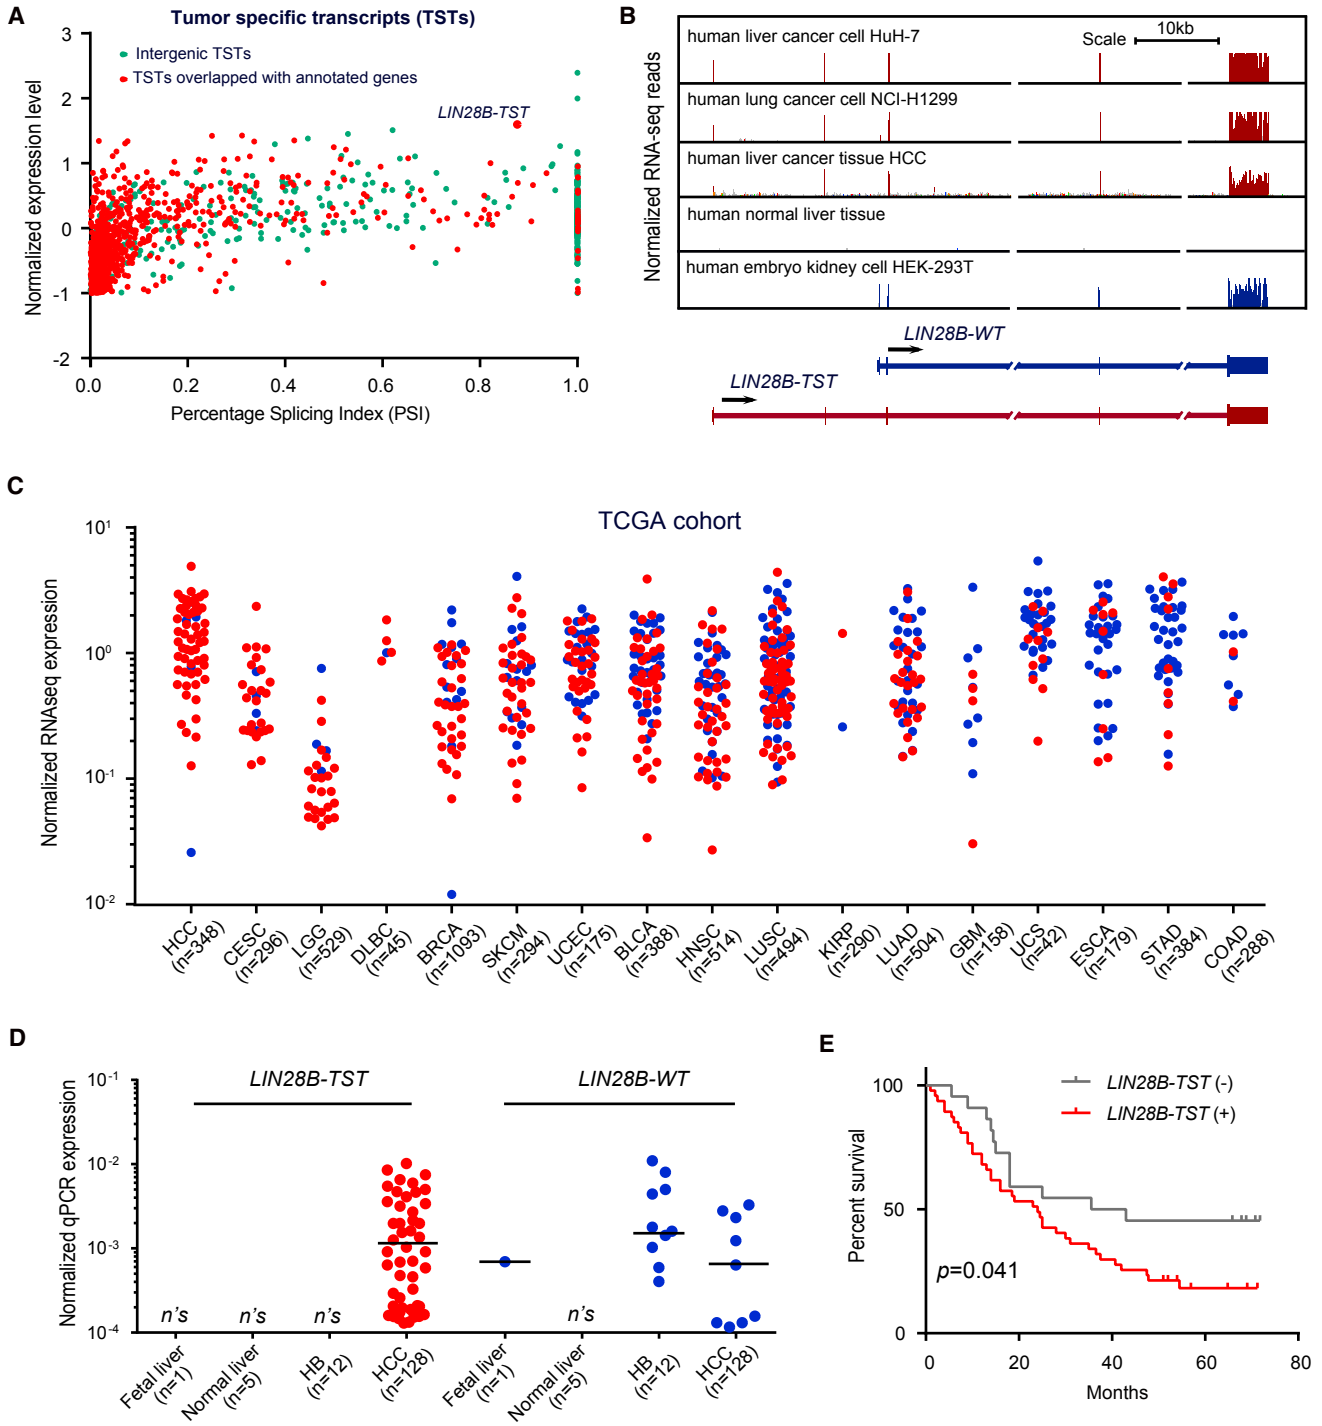 A
Tumor specific transcripts (TSTs)
Intergenic TSTs
TSTs overlapped with annotated genes
LIN28B-TST
Normalized expression level
3
2
1
0
-1
-2
0.0
0.2
0.4
0.6
0.8
1.0
Percentage Splicing Index (PSI)
B
Normalized RNA-seq reads
human liver cancer cell HuH-7
Scale
10kb
human lung cancer cell NCI-H1299
human liver cancer tissue HCC
human normal liver tissue
human embryo kidney cell HEK-293T
LIN28B-WT
LIN28B-TST
C
TCGA cohort
Normalized RNAseq expression
10¹
10⁰
10⁻¹
10⁻²
HCC
(n=348)
CESC
(n=296)
LGG
(n=529)
DLBC
(n=45)
BRCA
(n=1093)
SKCM
(n=294)
UCEC
(n=175)
BLCA
(n=388)
HNSC
(n=514)
LUSC
(n=494)
KIRP
(n=290)
LUAD
(n=504)
GBM
(n=158)
UCS
(n=42)
ESCA
(n=179)
STAD
(n=384)
COAD
(n=288)
D
LIN28B-TST
LIN28B-WT
Normalized qPCR expression
10⁻¹
10⁻²
10⁻³
10⁻⁴
n's
n's
n's
n's
Fetal liver
(n=1)
Normal liver
(n=5)
HB
(n=12)
HCC
(n=128)
Fetal liver
(n=1)
Normal liver
(n=5)
HB
(n=12)
HCC
(n=128)
E
LIN28B-TST (-)
LIN28B-TST (+)
Percent survival
100
50
0
p=0.041
0
20
40
60
80
Months